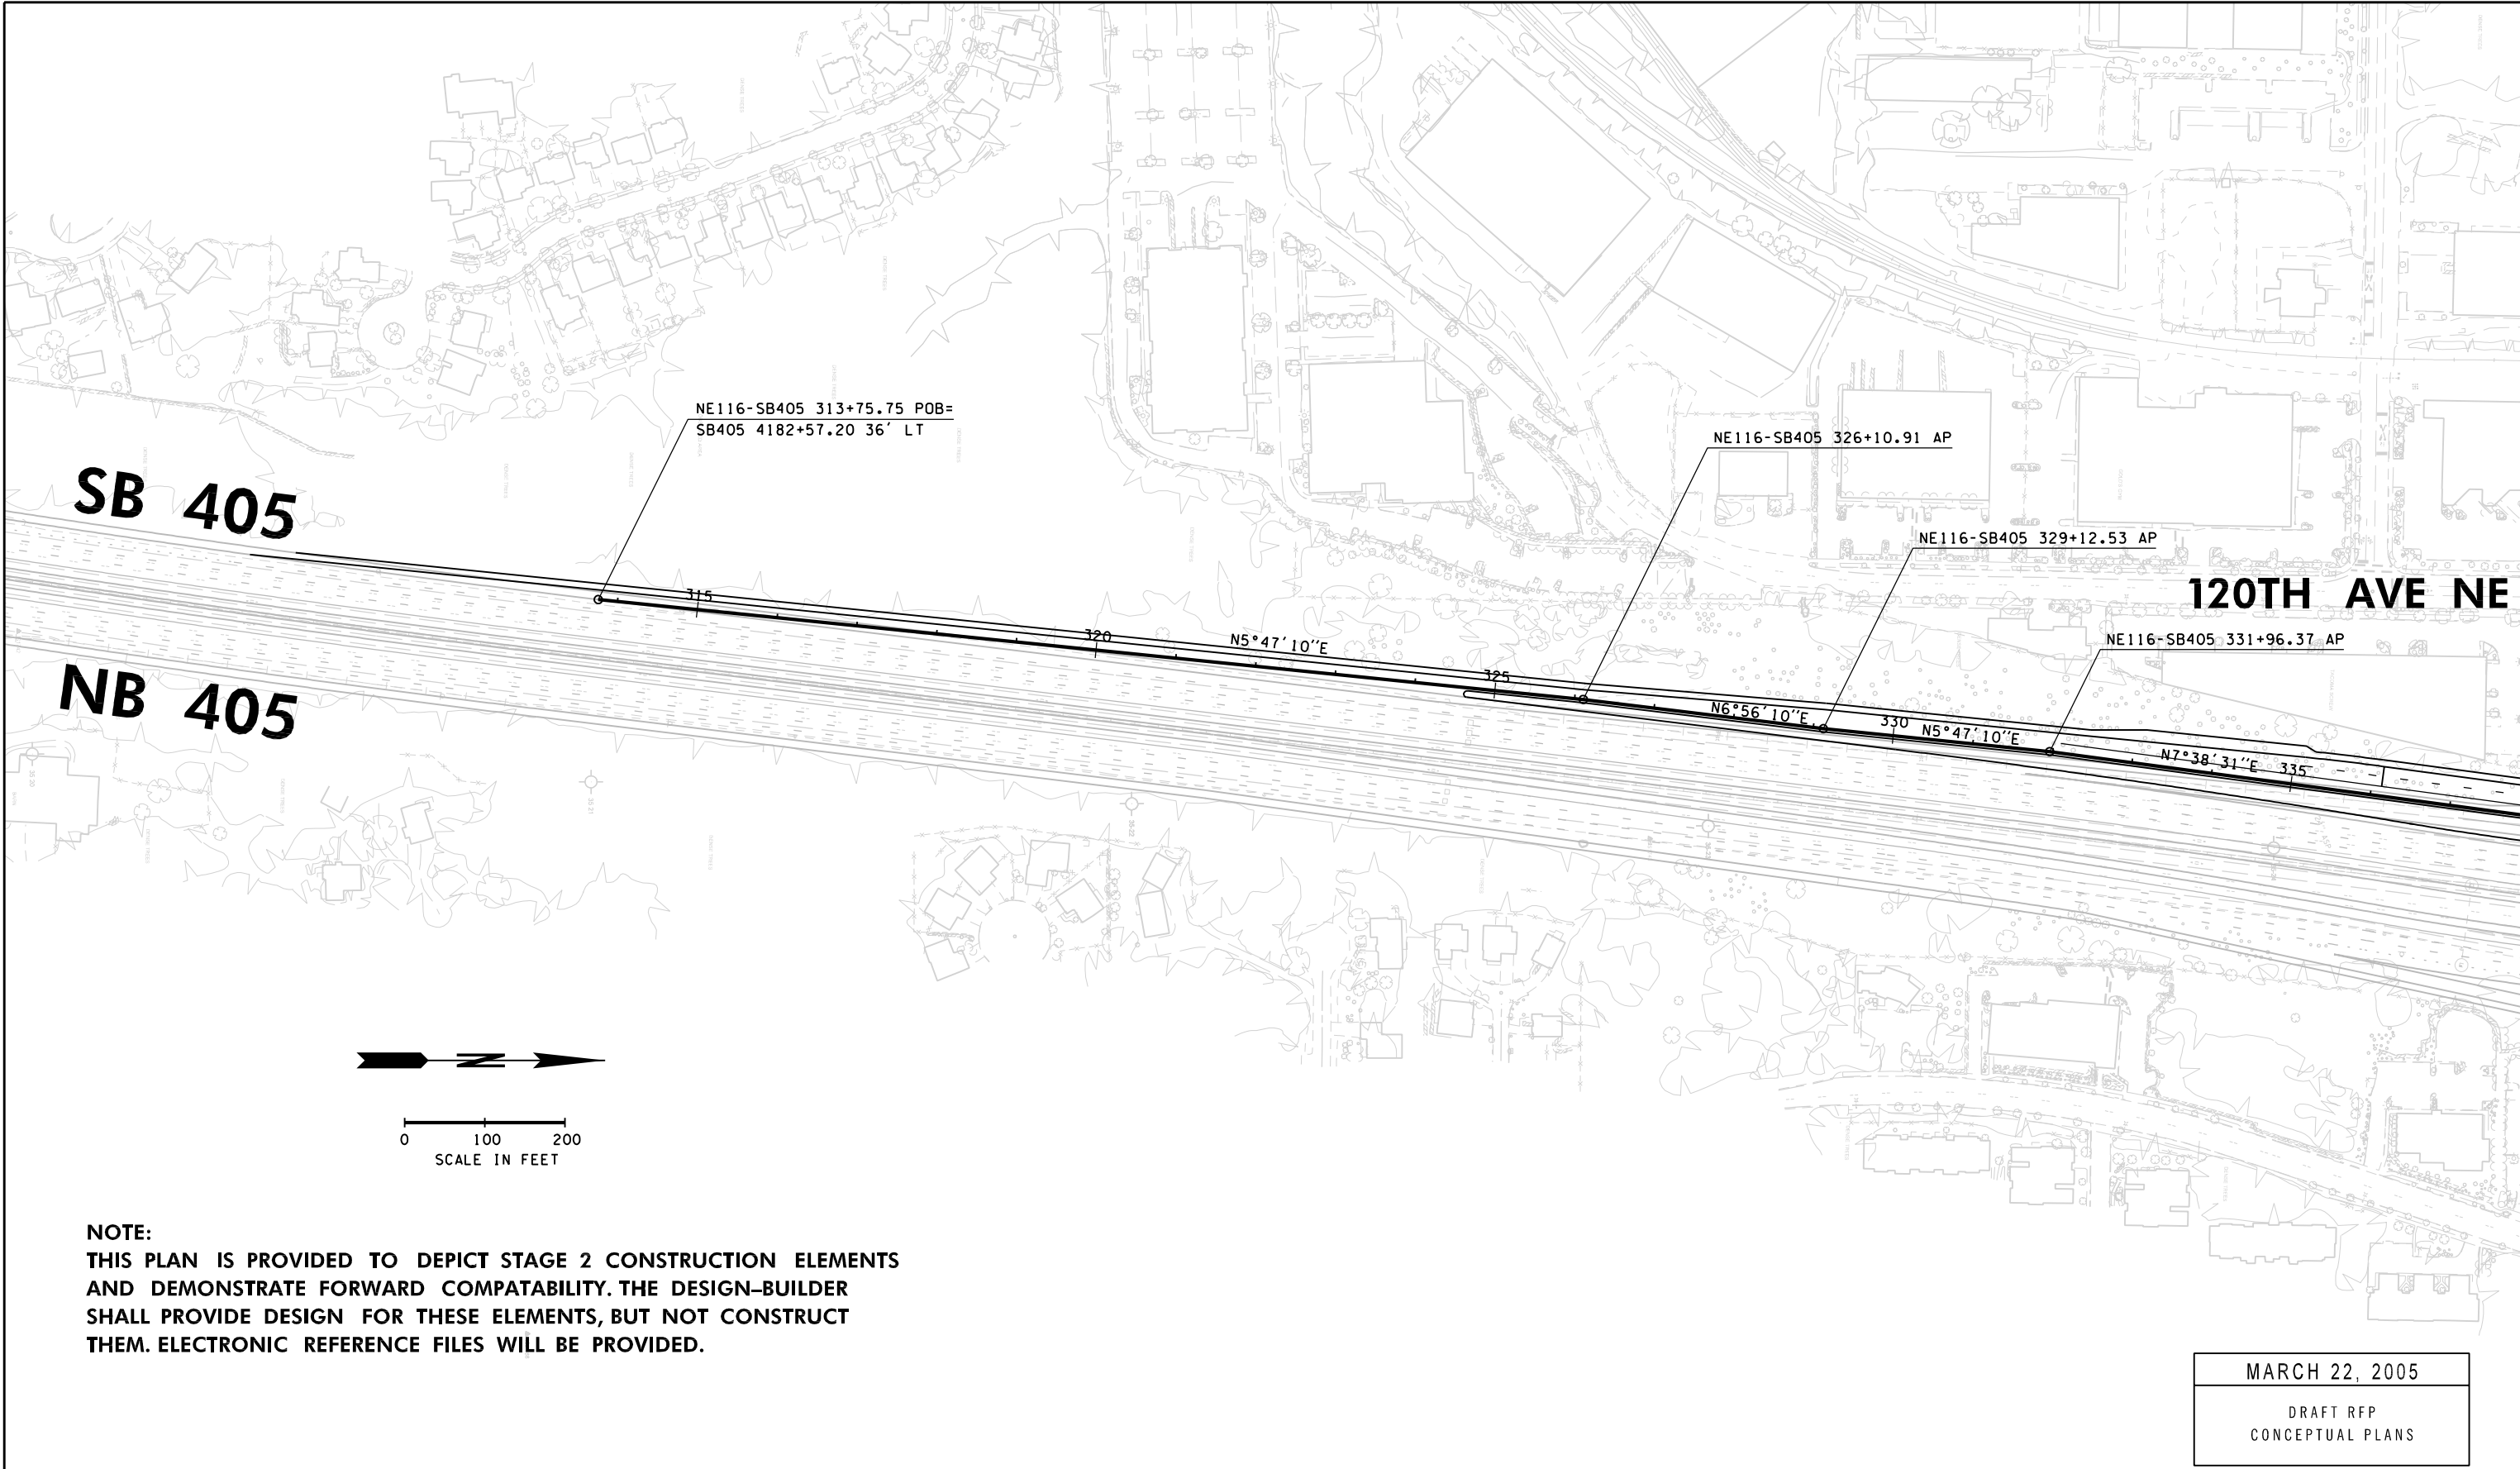 NE116-SB405 313+75.75 POB=
SB405 4182+57.20 36' LT
NE116-SB405 326+10.91 AP
SB 405
NE116-SB405 329+12.53 AP
120TH AVE NE
315
320
N5°47'10"E
NE116-SB405 331+96.37 AP
325
NB 405
N6°56'10"E
330
N5°47'10"E
N7°38'31"E
335
N
0 100 200
SCALE IN FEET
NOTE:
THIS PLAN IS PROVIDED TO DEPICT STAGE 2 CONSTRUCTION ELEMENTS
AND DEMONSTRATE FORWARD COMPATABILITY. THE DESIGN–BUILDER
SHALL PROVIDE DESIGN FOR THESE ELEMENTS, BUT NOT CONSTRUCT
THEM. ELECTRONIC REFERENCE FILES WILL BE PROVIDED.
MARCH 22, 2005
DRAFT RFP
CONCEPTUAL PLANS